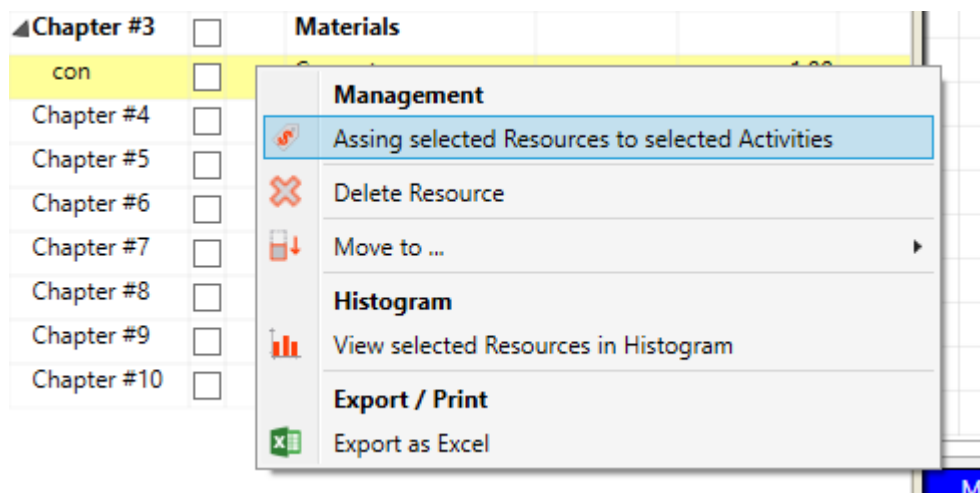 Chapter #3 Materials
con
Management
Chapter #4
Assing selected Resources to selected Activities
Chapter #5
Delete Resource
Chapter #6
Chapter #7
Move to ...
Chapter #8
Histogram
Chapter #9
View selected Resources in Histogram
Chapter #10
Export / Print
Export as Excel